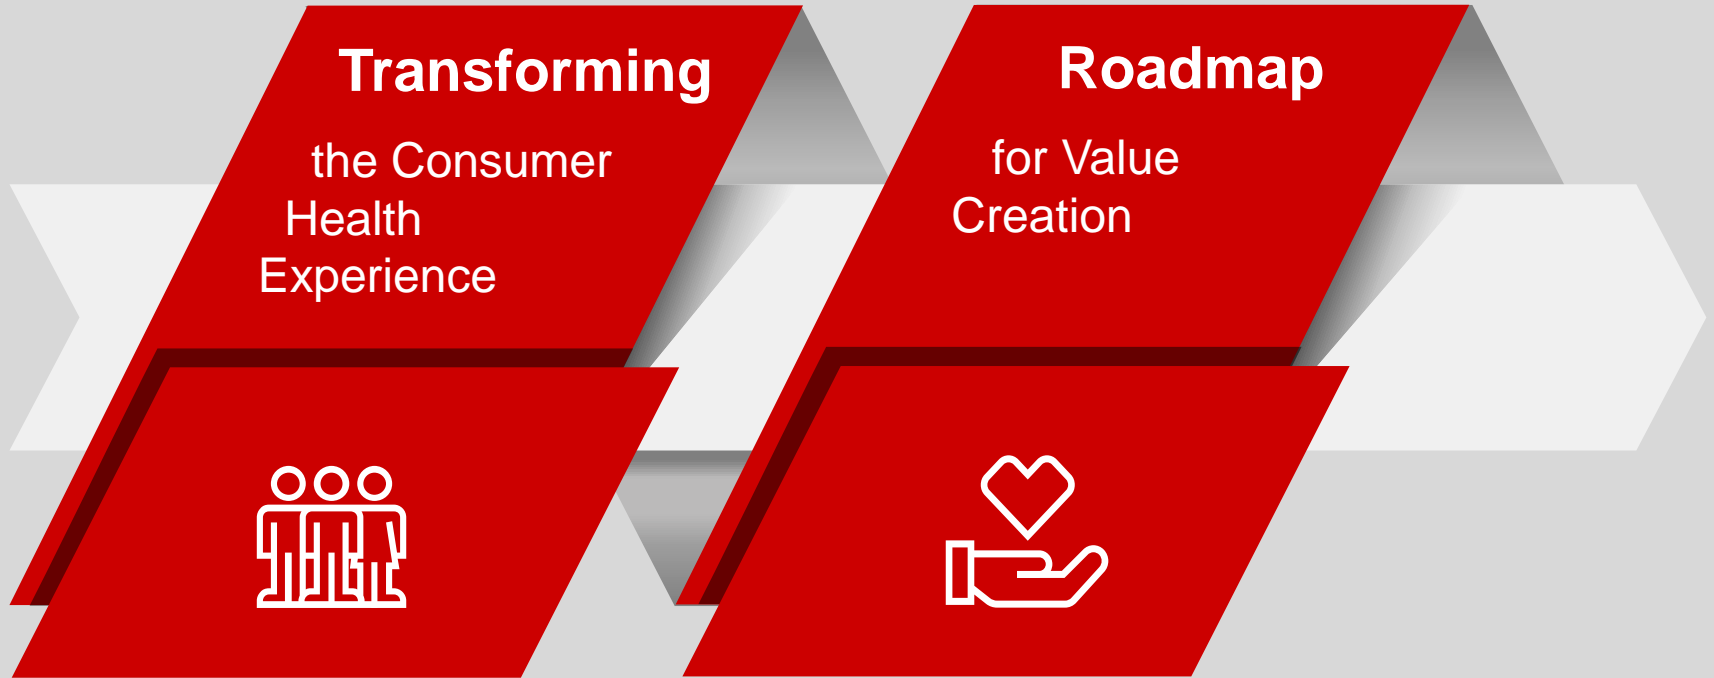 Transforming
the Consumer
Health
Experience
Roadmap
for Value
Creation